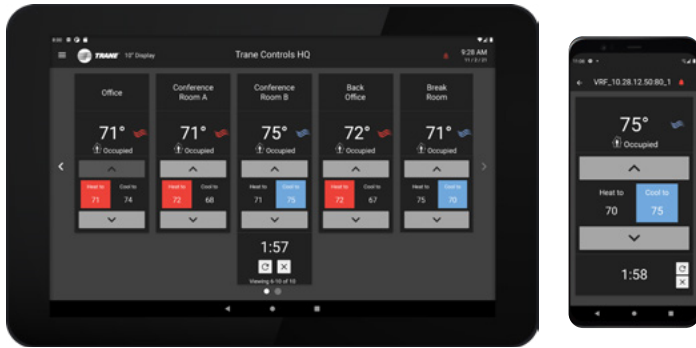 TRANE 10" Display
Trane Controls HQ
9:28 AM
11 / 3 / 21
Office
71°
Occupied
Heat to
Cool to
71
74
Conference
Room A
71°
Occupied
Heat to
Cool to
72
68
Conference
Room B
75°
Occupied
Heat to
Cool to
71
75
1:57
Viewing 6-10 of 10
Back
Office
72°
Occupied
Heat to
Cool to
72
67
Break
Room
71°
Occupied
Heat to
Cool to
75
70
VRF_10.28.12.50:80_1
75°
Occupied
Heat to
Cool to
70
75
1:58